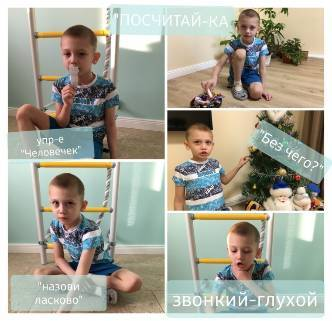 "ПОСЧИТАЙ-КА
упр-е
"Человечек"
"Без чего?"
"назови
ласково"
звонкий-глухой